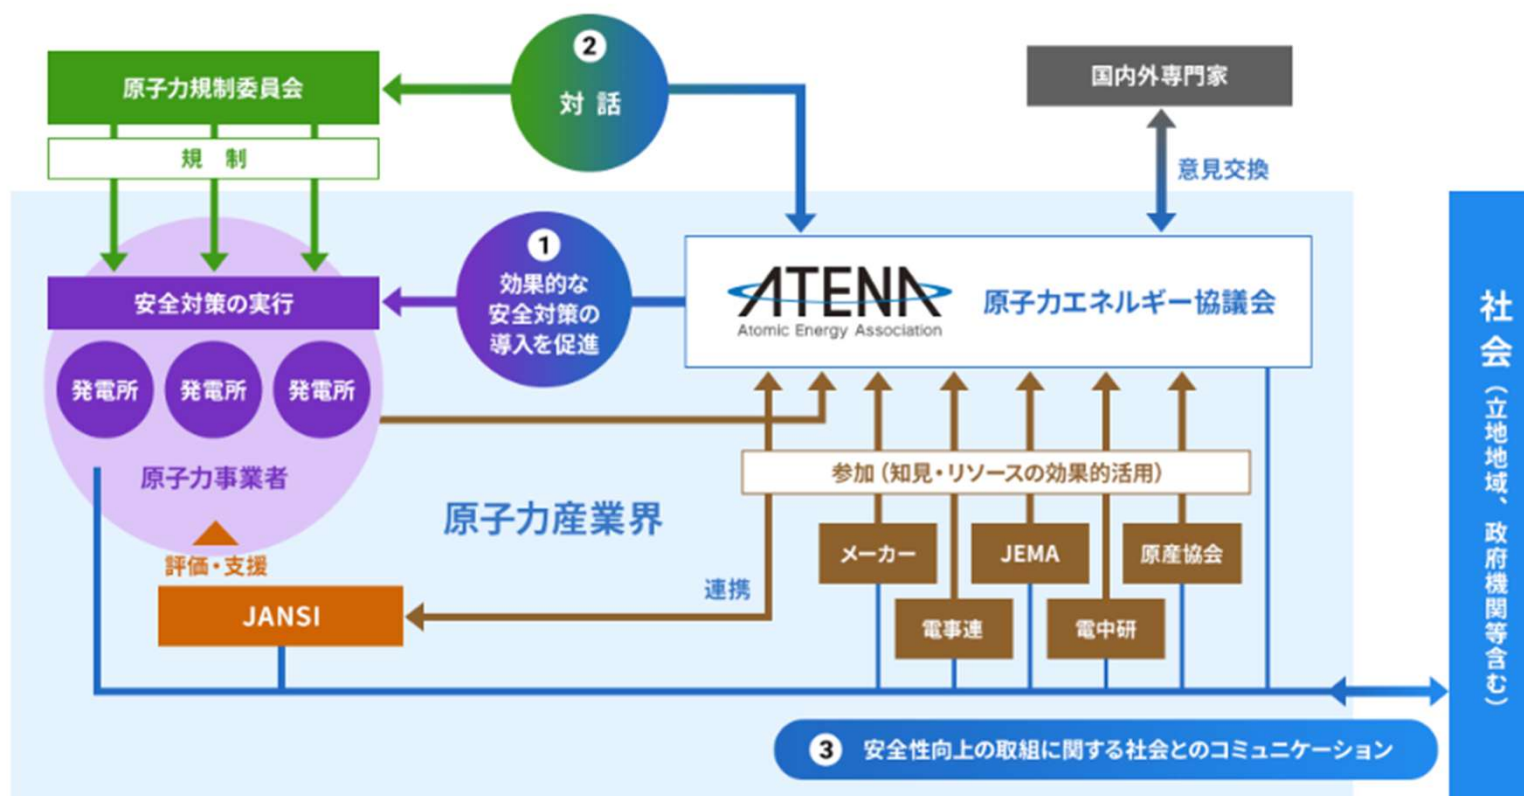 2
対話
原子力規制委員会
国内外専門家
規 制
意見交換
1
効果的な
安全対策の
導入を促進
安全対策の実行
ATENA
Atomic Energy Association
原子力エネルギー協議会
発電所
発電所
発電所
原子力事業者
参加(知見・リソースの効果的活用)
原子力産業界
メーカー
JEMA
原産協会
評価・支援
連携
JANSI
電事連
電中研
3 安全性向上の取組に関する社会とのコミュニケーション
社会(立地地域、政府機関等含む)